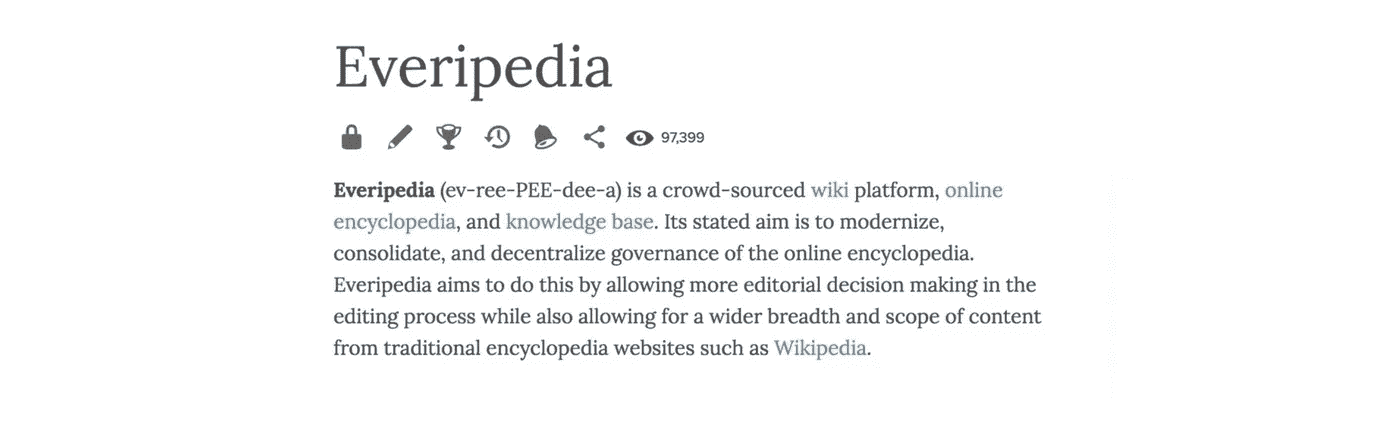 Everipedia
97,399
Everipedia (ev-ree-PEE-dee-a) is a crowd-sourced wiki platform, online
encyclopedia, and knowledge base. Its stated aim is to modernize,
consolidate, and decentralize governance of the online encyclopedia.
Everipedia aims to do this by allowing more editorial decision making in the
editing process while also allowing for a wider breadth and scope of content
from traditional encyclopedia websites such as Wikipedia.